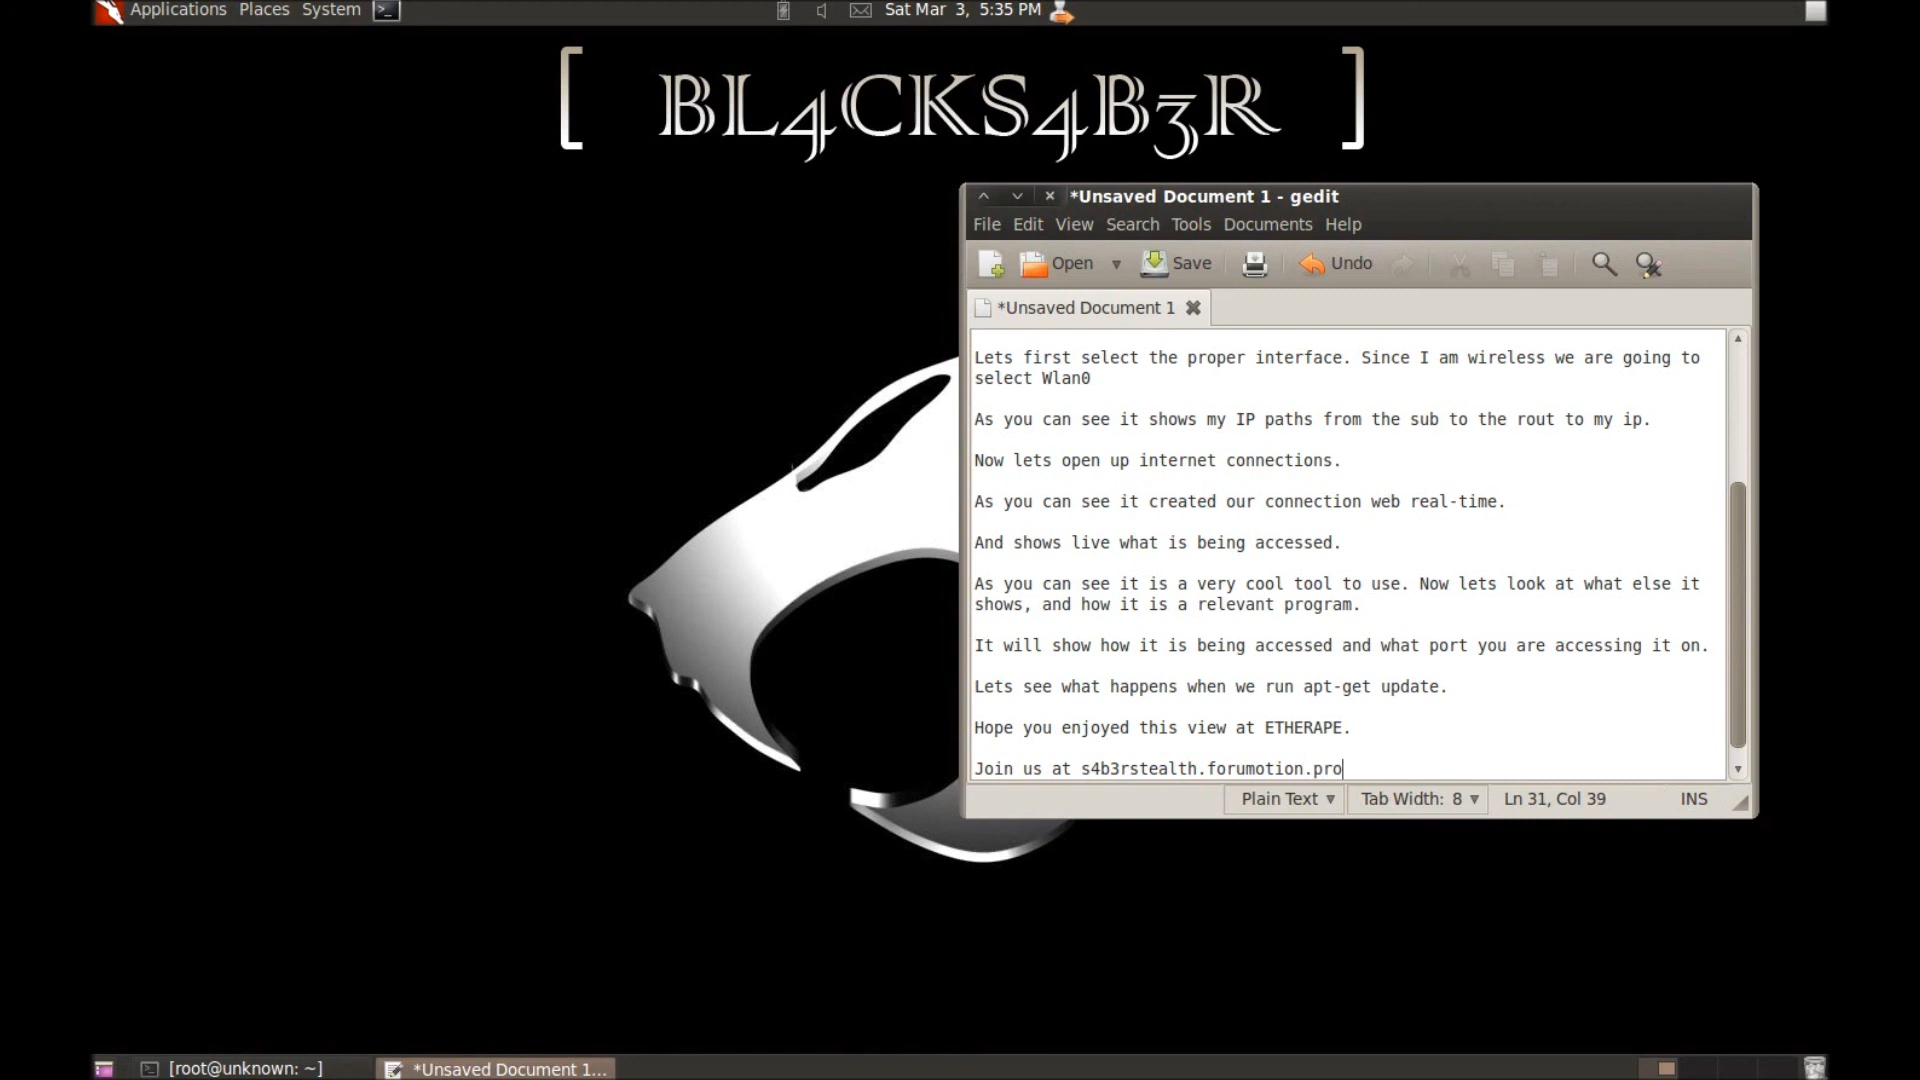 Applications Places System Sat Mar 3, 5:35 PM
[ BL4CKS4B3R ]
*Unsaved Document 1 - gedit
File Edit View Search Tools Documents Help
Open Save Undo
*Unsaved Document 1
Lets first select the proper interface. Since I am wireless we are going to
select Wlan0
As you can see it shows my IP paths from the sub to the rout to my ip.
Now lets open up internet connections.
As you can see it created our connection web real-time.
And shows live what is being accessed.
As you can see it is a very cool tool to use. Now lets look at what else it
shows, and how it is a relevant program.
It will show how it is being accessed and what port you are accessing it on.
Lets see what happens when we run apt-get update.
Hope you enjoyed this view at ETHERAPE.
Join us at s4b3rstealth.forumotion.pro
Plain Text Tab Width: 8 Ln 31, Col 39 INS
[root@unknown: ~] *Unsaved Document 1...